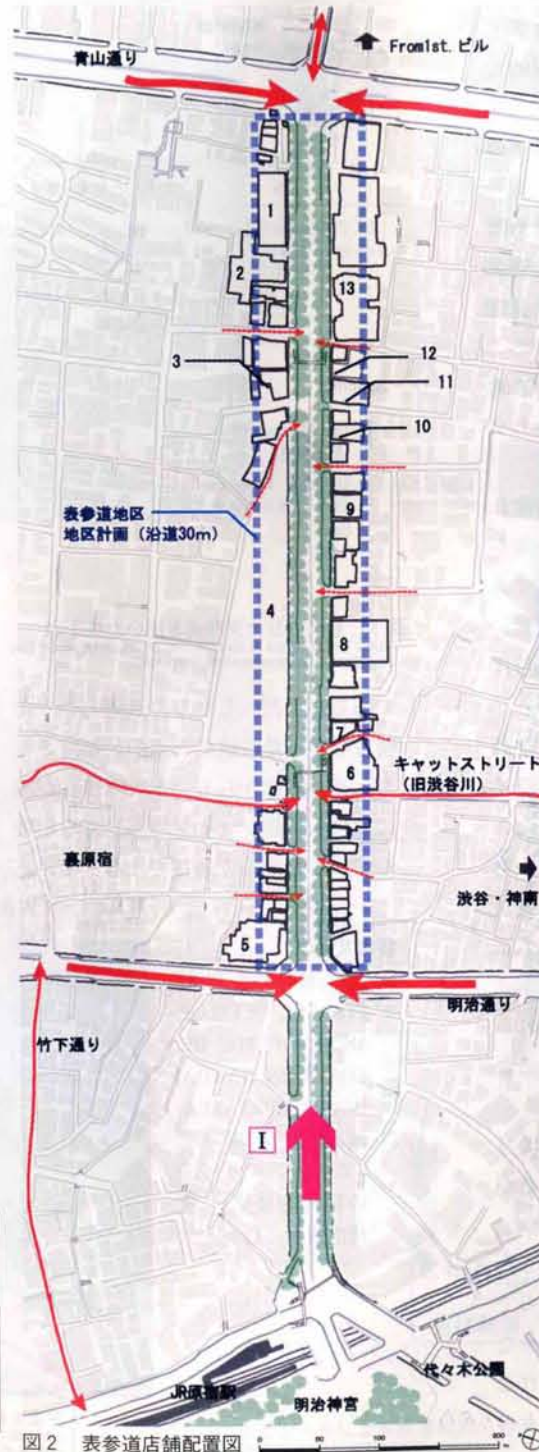 From1st. ビル
青山通り
1
2
13
3
12
11
10
表参道地区
地区計画（沿道30m）
9
4
8
7
キャットストリート
（旧渋谷川）
6
裏原宿
渋谷・神南
5
明治通り
竹下通り
I
代々木公園
JR原宿駅
明治神宮
図2 表参道店舗配置図
0